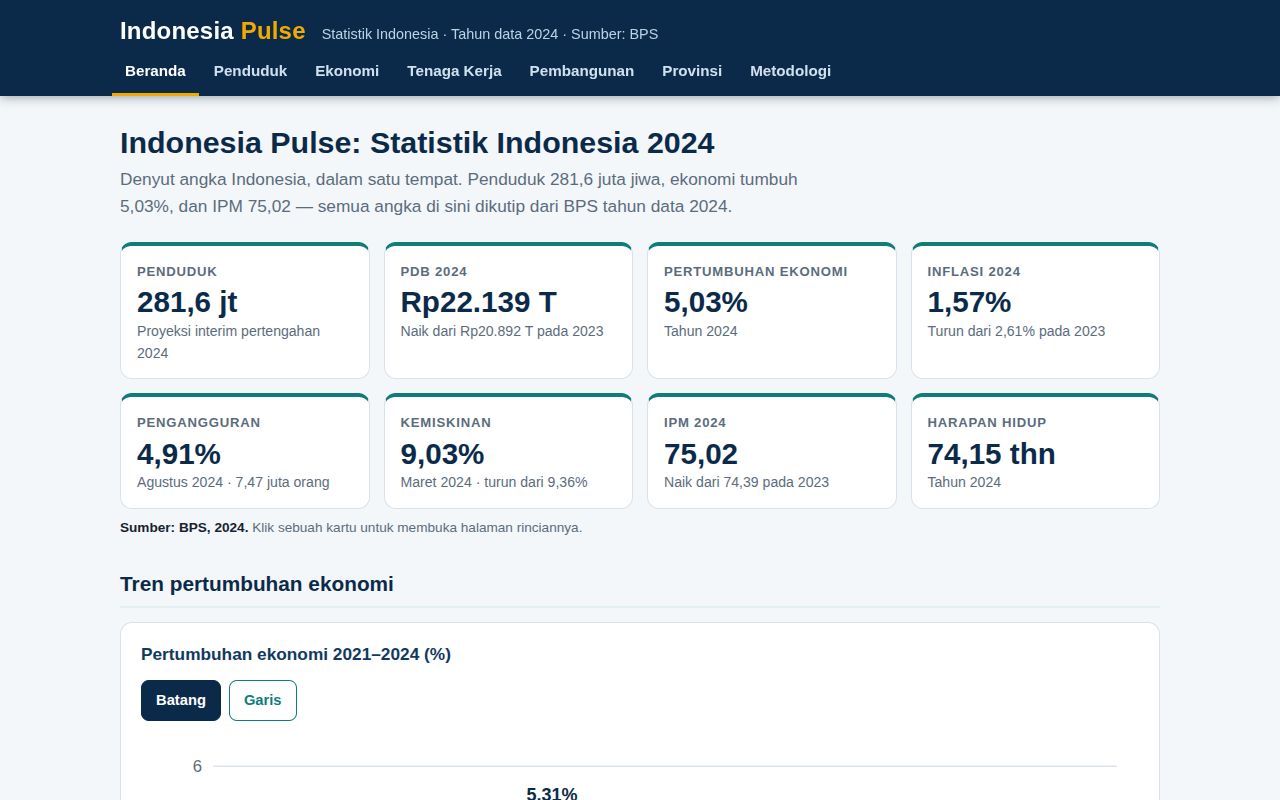 Indonesia Pulse Statistik Indonesia · Tahun data 2024 · Sumber: BPS
Beranda Penduduk Ekonomi Tenaga Kerja Pembangunan Provinsi Metodologi
Indonesia Pulse: Statistik Indonesia 2024
Denyut angka Indonesia, dalam satu tempat. Penduduk 281,6 juta jiwa, ekonomi tumbuh
5,03%, dan IPM 75,02 — semua angka di sini dikutip dari BPS tahun data 2024.
PENDUDUK
281,6 jt
Proyeksi interim pertengahan
2024
PDB 2024
Rp22.139 T
Naik dari Rp20.892 T pada 2023
PERTUMBUHAN EKONOMI
5,03%
Tahun 2024
INFLASI 2024
1,57%
Turun dari 2,61% pada 2023
PENGANGGURAN
4,91%
Agustus 2024 · 7,47 juta orang
KEMISKINAN
9,03%
Maret 2024 · turun dari 9,36%
IPM 2024
75,02
Naik dari 74,39 pada 2023
HARAPAN HIDUP
74,15 thn
Tahun 2024
Sumber: BPS, 2024. Klik sebuah kartu untuk membuka halaman rinciannya.
Tren pertumbuhan ekonomi
Pertumbuhan ekonomi 2021–2024 (%)
Batang Garis
6
5,31%